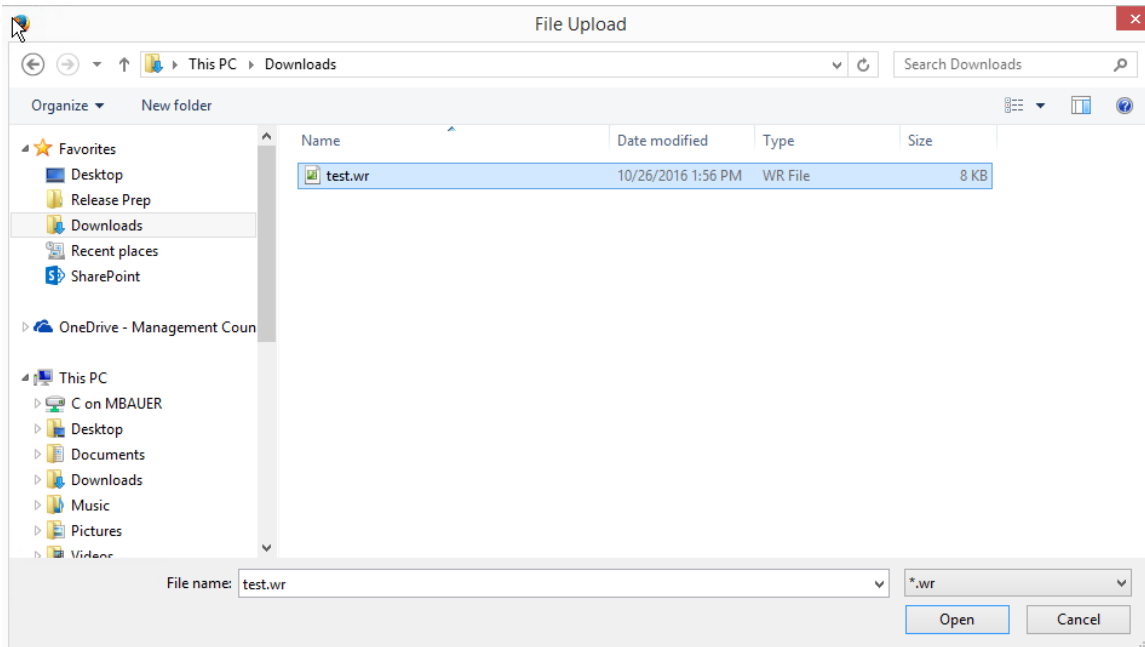 File Upload
This PC Downloads
Search Downloads
Organize New folder
Name Date modified Type Size
Favorites
Desktop
test.wr 10/26/2016 1:56 PM WR File 8 KB
Release Prep
Downloads
Recent places
SharePoint
OneDrive - Management Coun
This PC
C on MBAUER
Desktop
Documents
Downloads
Music
Pictures
Videos
File name: test.wr *.wr
Open Cancel